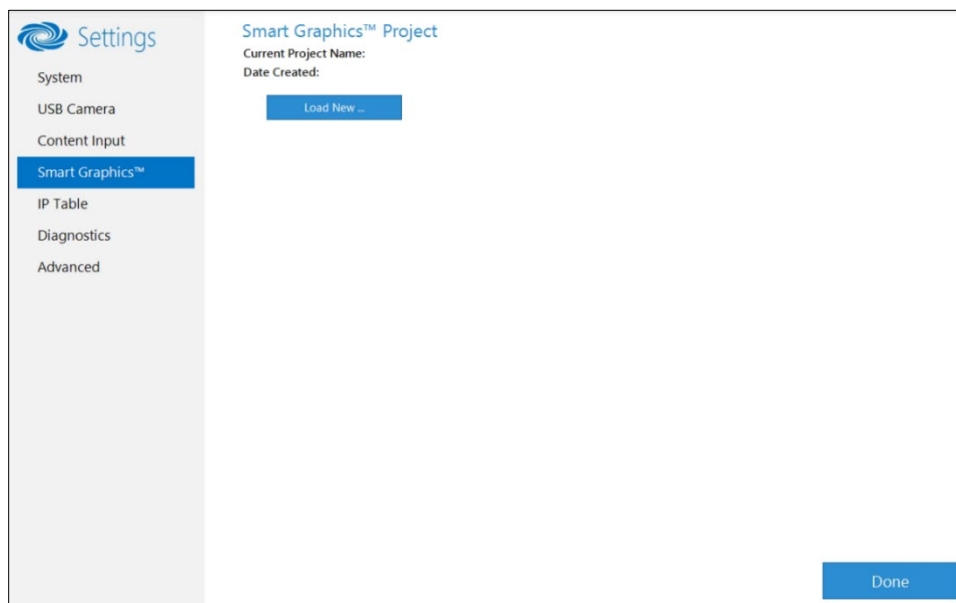 Settings
System
USB Camera
Content Input
Smart Graphics™
IP Table
Diagnostics
Advanced
Smart Graphics™ Project
Current Project Name:
Date Created:
Load New ...
Done